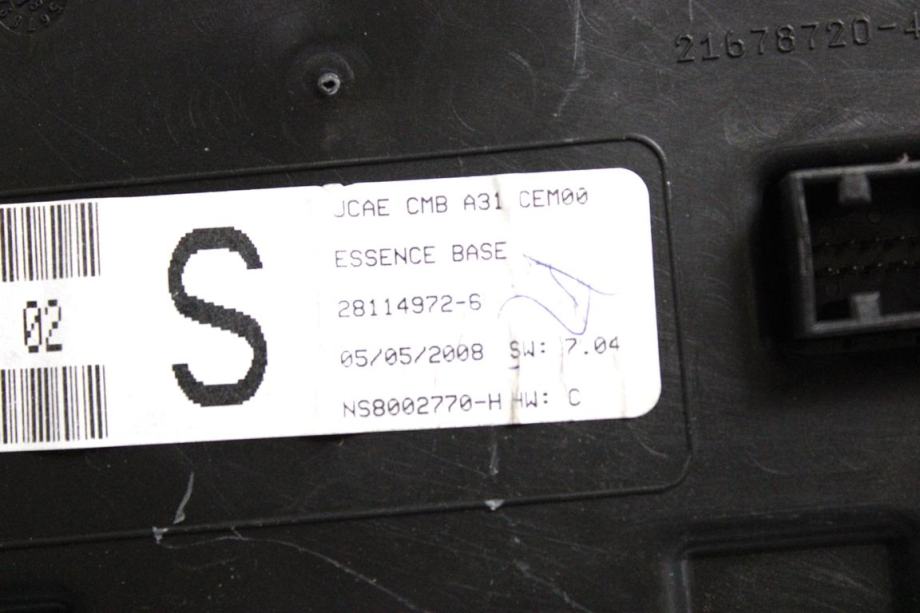 21678720-4
JCAE CMB A31 CEM00
ESSENCE BASE
28114972-6
05/05/2008 SW: 7.04
NS8002770-H HW: C
02
S